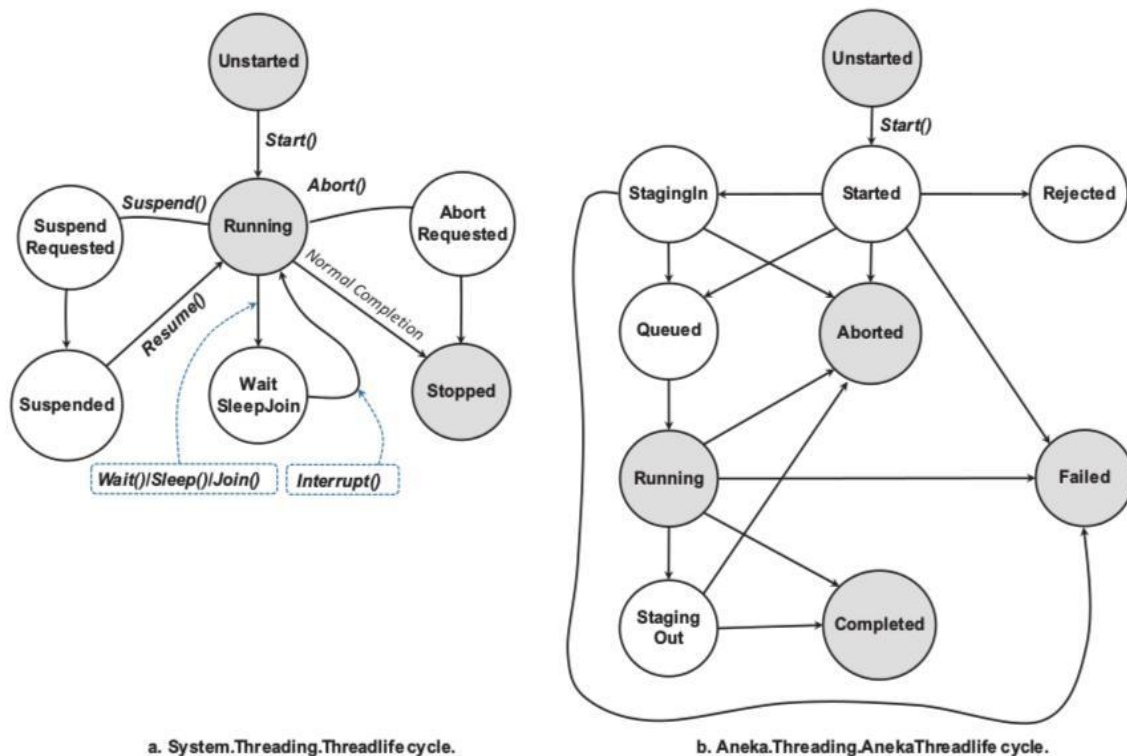 Unstarted
Start()
Suspend()
Abort()
Suspend
Requested
Running
Abort
Requested
Normal Completion
Resume()
Suspended
Wait
SleepJoin
Stopped
Wait()/Sleep()/Join()
Interrupt()
a. System.Threading.Threadlife cycle.
Unstarted
Start()
StagingIn
Started
Rejected
Queued
Aborted
Running
Failed
Staging
Out
Completed
b. Aneka.Threading.AnekaThreadlife cycle.